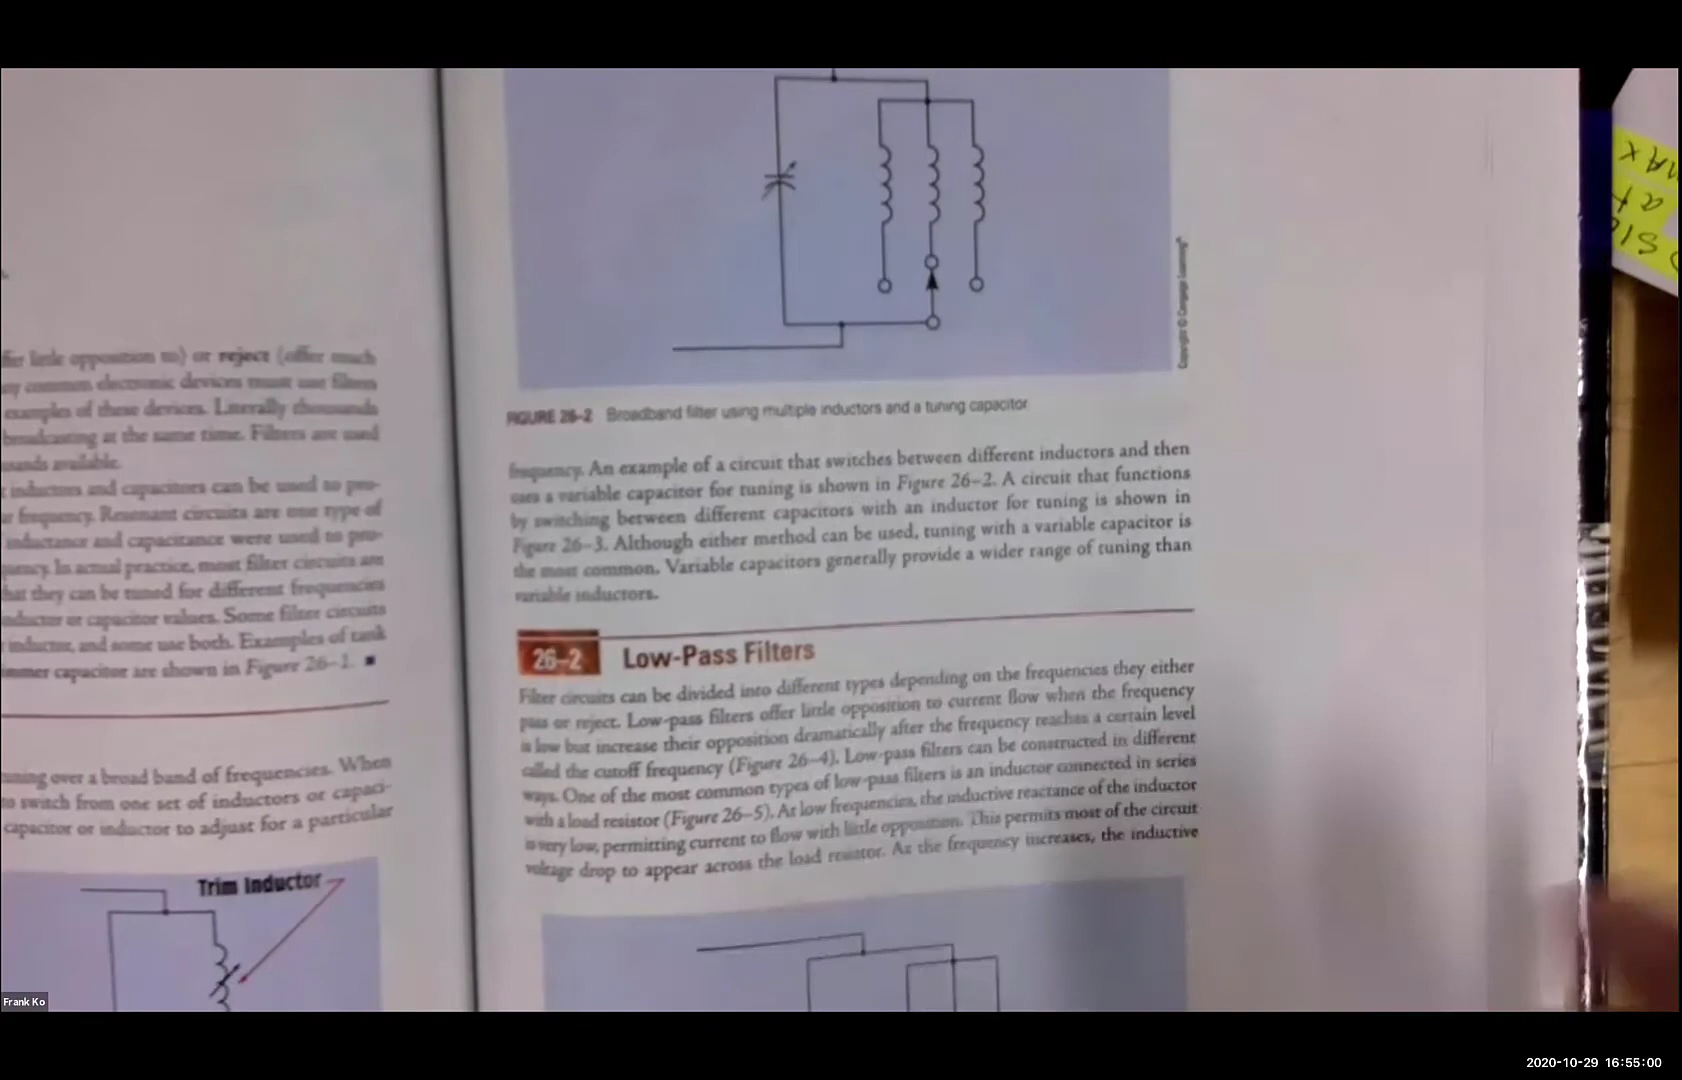 ffer little opposition to) or reject (offer much
ny common electronic devices must use filters
examples of these devices. Literally thousands
broadcasting at the same time. Filters are used
usands available.
t inductors and capacitors can be used to pro-
ar frequency. Resonant circuits are one type of
inductance and capacitance were used to pro-
quency. In actual practice, most filter circuits are
that they can be tuned for different frequencies
inductor or capacitor values. Some filter circuits
r inductor, and some use both. Examples of tank
immer capacitor are shown in Figure 26–1. ■
uning over a broad band of frequencies. When
to switch from one set of inductors or capaci-
capacitor or inductor to adjust for a particular
Trim Inductor
Copyright © Cengage Learning®
FIGURE 26–2 Broadband filter using multiple inductors and a tuning capacitor
frequency. An example of a circuit that switches between different inductors and then
uses a variable capacitor for tuning is shown in Figure 26–2. A circuit that functions
by switching between different capacitors with an inductor for tuning is shown in
Figure 26–3. Although either method can be used, tuning with a variable capacitor is
the most common. Variable capacitors generally provide a wider range of tuning than
variable inductors.
26–2 Low-Pass Filters
Filter circuits can be divided into different types depending on the frequencies they either
pass or reject. Low-pass filters offer little opposition to current flow when the frequency
is low but increase their opposition dramatically after the frequency reaches a certain level
called the cutoff frequency (Figure 26–4). Low-pass filters can be constructed in different
ways. One of the most common types of low-pass filters is an inductor connected in series
with a load resistor (Figure 26–5). At low frequencies, the inductive reactance of the inductor
is very low, permitting current to flow with little opposition. This permits most of the circuit
voltage drop to appear across the load resistor. As the frequency increases, the inductive
Frank Ko
2020-10-29 16:55:00